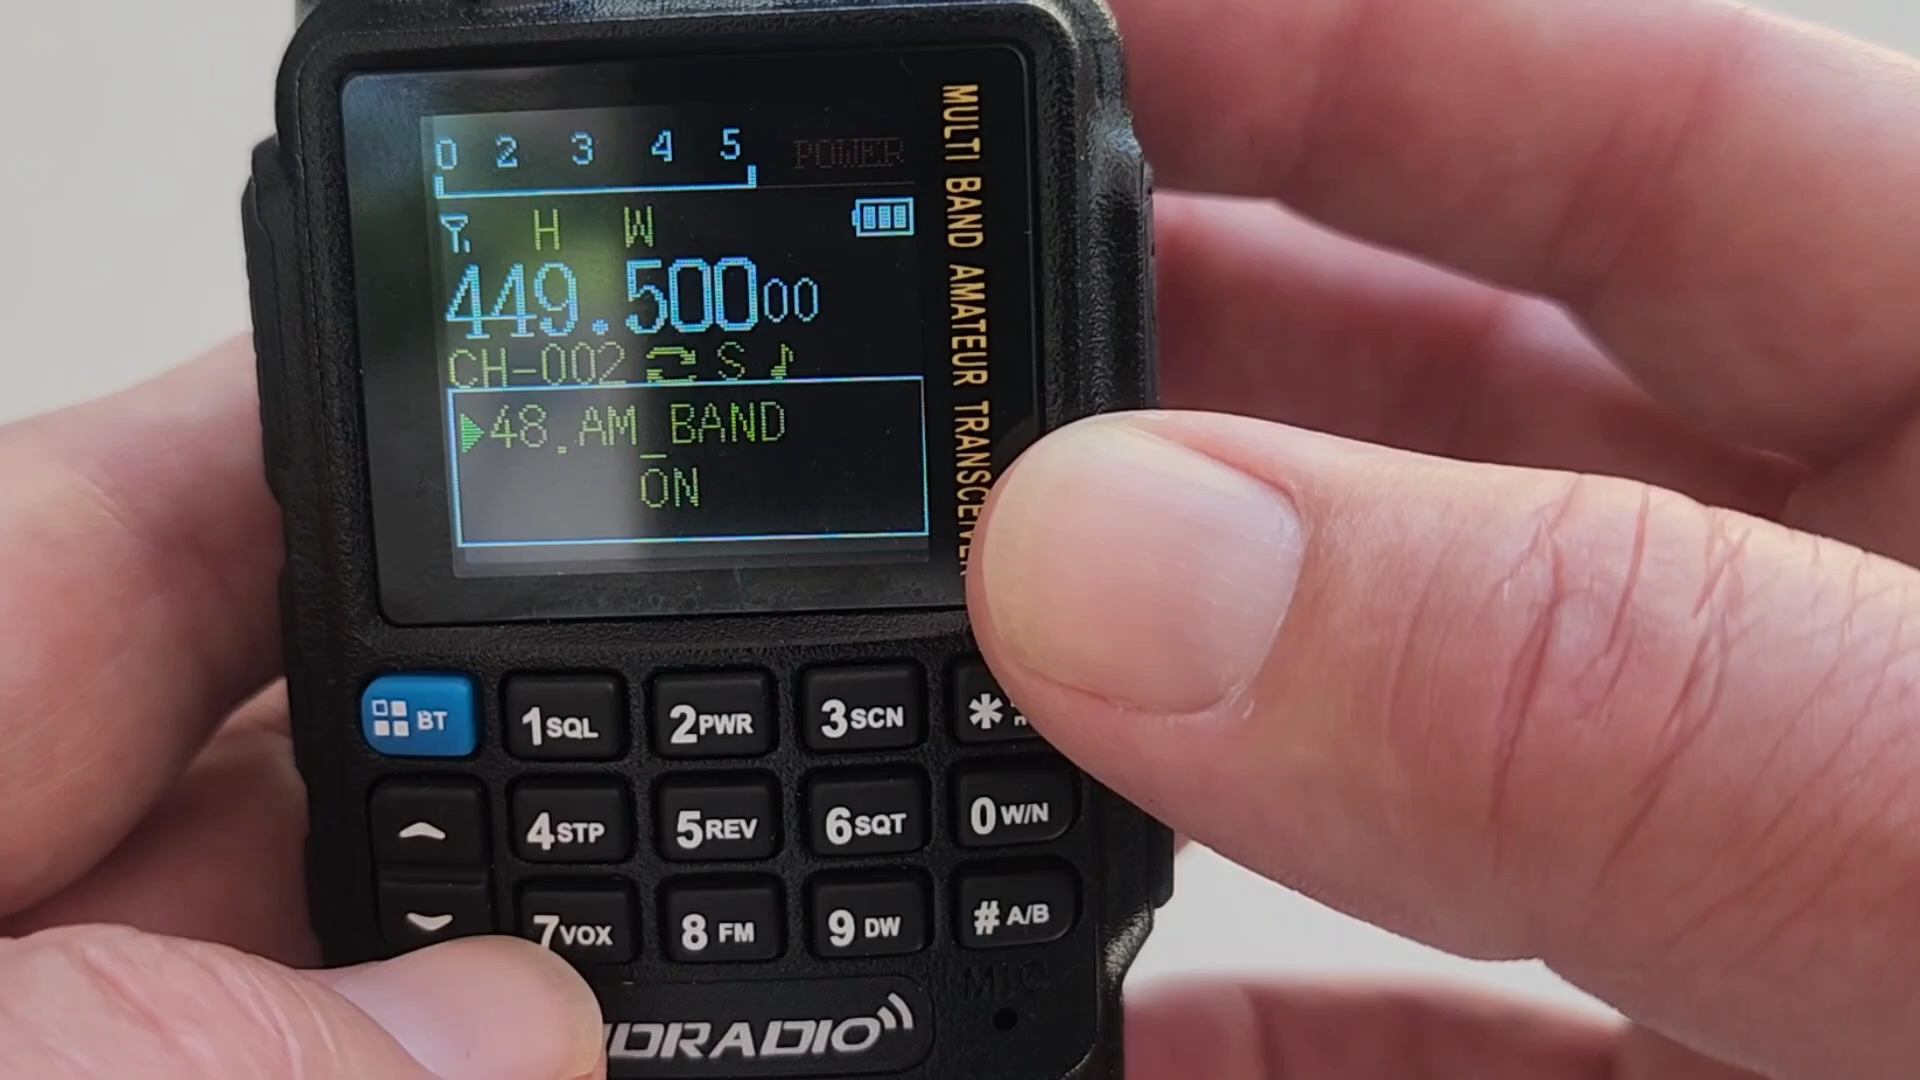 0 2 3 4 5 POWER
H W
449.50000
CH-002 S
48.AM_BAND
ON
MULTI BAND AMATEUR
BT 1SQL 2PWR 3SCN *
4STP 5REV 6SQT 0W/N
7VOX 8FM 9DW #A/B
MIC